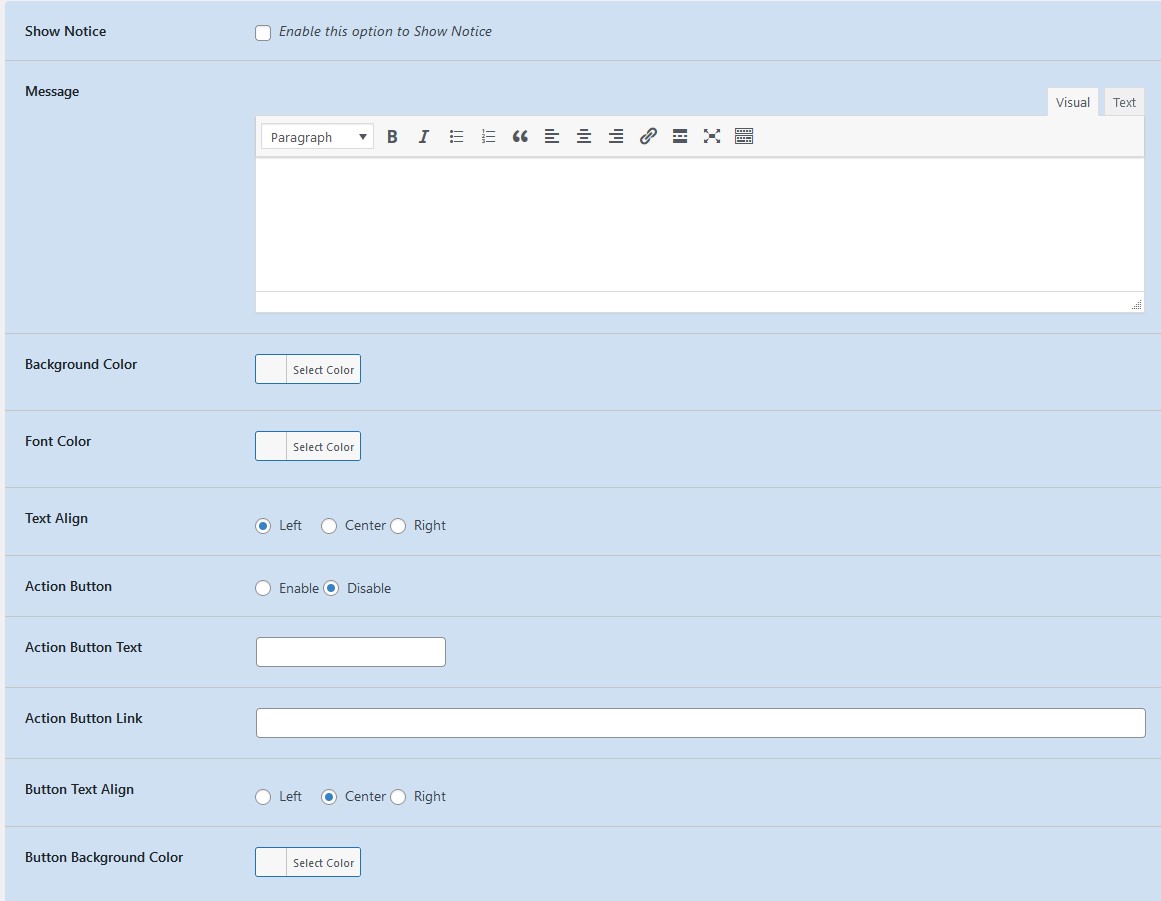 Show Notice
Enable this option to Show Notice
Message
Visual Text
Paragraph
Background Color
Select Color
Font Color
Select Color
Text Align
Left Center Right
Action Button
Enable Disable
Action Button Text
Action Button Link
Button Text Align
Left Center Right
Button Background Color
Select Color